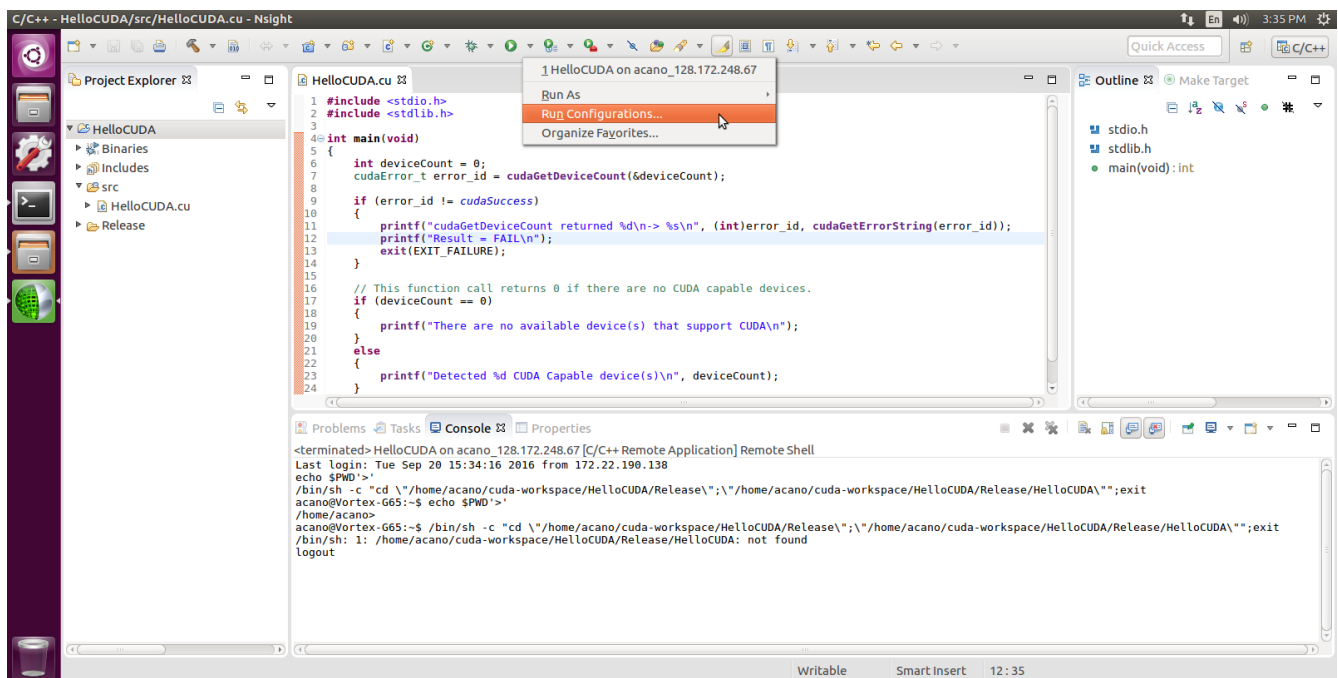 C/C++ - HelloCUDA/src/HelloCUDA.cu - Nsight
En
3:35 PM
Quick Access
C/C++
Project Explorer
HelloCUDA
Binaries
Includes
src
HelloCUDA.cu
Release
HelloCUDA.cu
1 HelloCUDA on acano_128.172.248.67
Run As
Run Configurations...
Organize Favorites...
1 #include <stdio.h>
2 #include <stdlib.h>
3
4 int main(void)
5 {
6 int deviceCount = 0;
7 cudaError_t error_id = cudaGetDeviceCount(&deviceCount);
8
9 if (error_id != cudaSuccess)
10 {
11 printf("cudaGetDeviceCount returned %d\n-> %s\n", (int)error_id, cudaGetErrorString(error_id));
12 printf("Result = FAIL\n");
13 exit(EXIT_FAILURE);
14 }
15
16 // This function call returns 0 if there are no CUDA capable devices.
17 if (deviceCount == 0)
18 {
19 printf("There are no available device(s) that support CUDA\n");
20 }
21 else
22 {
23 printf("Detected %d CUDA Capable device(s)\n", deviceCount);
24 }
Outline
Make Target
stdio.h
stdlib.h
main(void) : int
Problems Tasks Console Properties
<terminated> HelloCUDA on acano_128.172.248.67 [C/C++ Remote Application] Remote Shell
Last login: Tue Sep 20 15:34:16 2016 from 172.22.190.138
echo $PWD'>'
/bin/sh -c "cd \"/home/acano/cuda-workspace/HelloCUDA/Release\";\"/home/acano/cuda-workspace/HelloCUDA/Release/HelloCUDA\"";exit
acano@Vortex-G65:~$ echo $PWD'>'
/home/acano>
acano@Vortex-G65:~$ /bin/sh -c "cd \"/home/acano/cuda-workspace/HelloCUDA/Release\";\"/home/acano/cuda-workspace/HelloCUDA/Release/HelloCUDA\"";exit
/bin/sh: 1: /home/acano/cuda-workspace/HelloCUDA/Release/HelloCUDA: not found
logout
Writable
Smart Insert
12 : 35